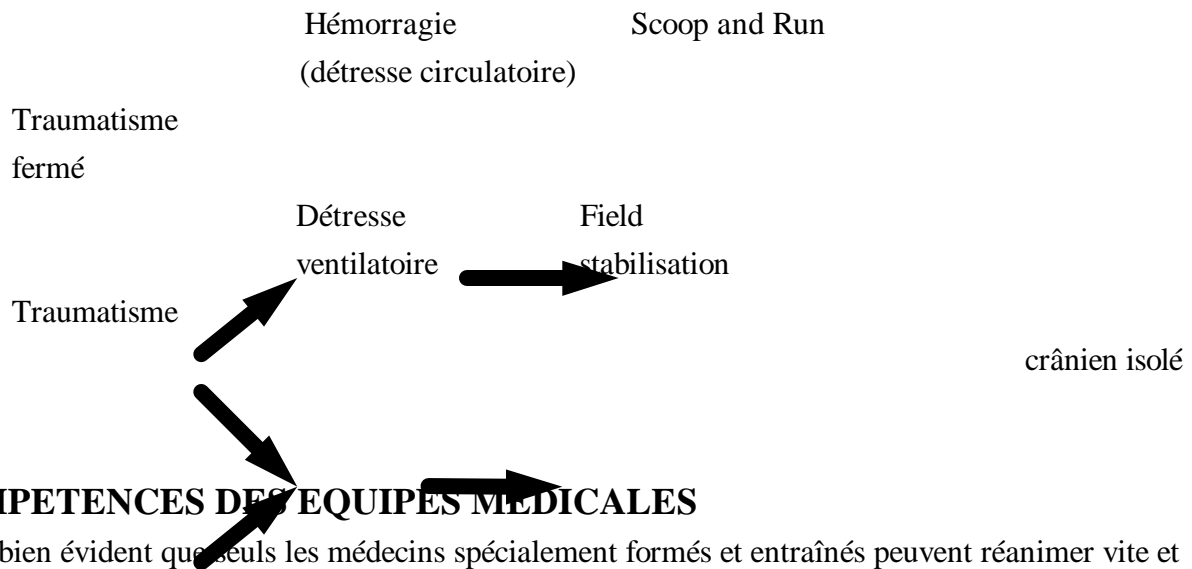 Hémorragie Scoop and Run
(détresse circulatoire)
Traumatisme
fermé
Détresse Field
ventilatoire stabilisation
Traumatisme
crânien isolé
PETENCES DES EQUIPES MEDICALES
bien évident que seuls les médecins spécialement formés et entraînés peuvent réanimer vite et